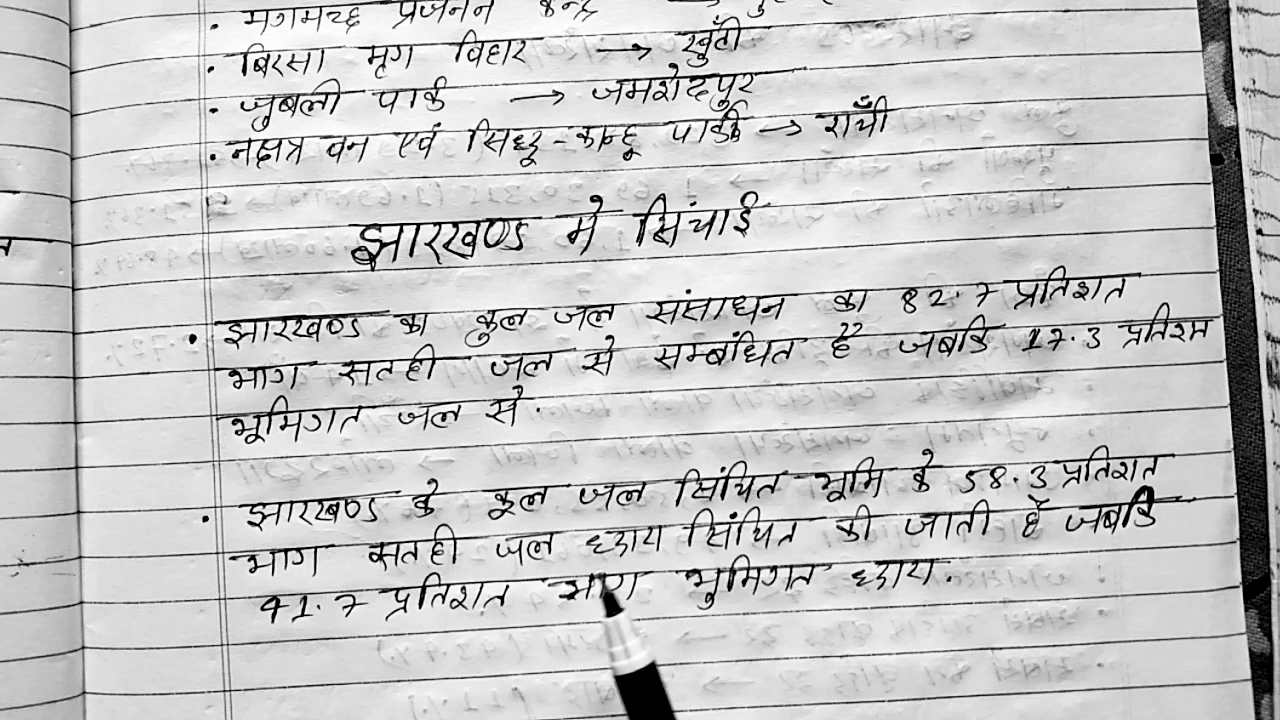 प्रजनन केन्द्र →
• बिरसा मृग विहार → खुँटी
• जुबली पार्क → जमशेदपुर
• नक्षत्र वन एवं सिद्धू-कान्हू पार्क → राँची
झारखण्ड मे सिंचाई
• झारखण्ड का कुल जल संसाधन का 82.7 प्रतिशत
भाग सतही जल से सम्बंधित है जबकि 17.3 प्रतिशत
भूमिगत जल से.
• झारखण्ड के कुल जल सिंचित भूमि के 58.3 प्रतिशत
भाग सतही जल द्वारा सिंचित की जाती है जबकि
41.7 प्रतिशत भाग भुमिगत द्वारा.